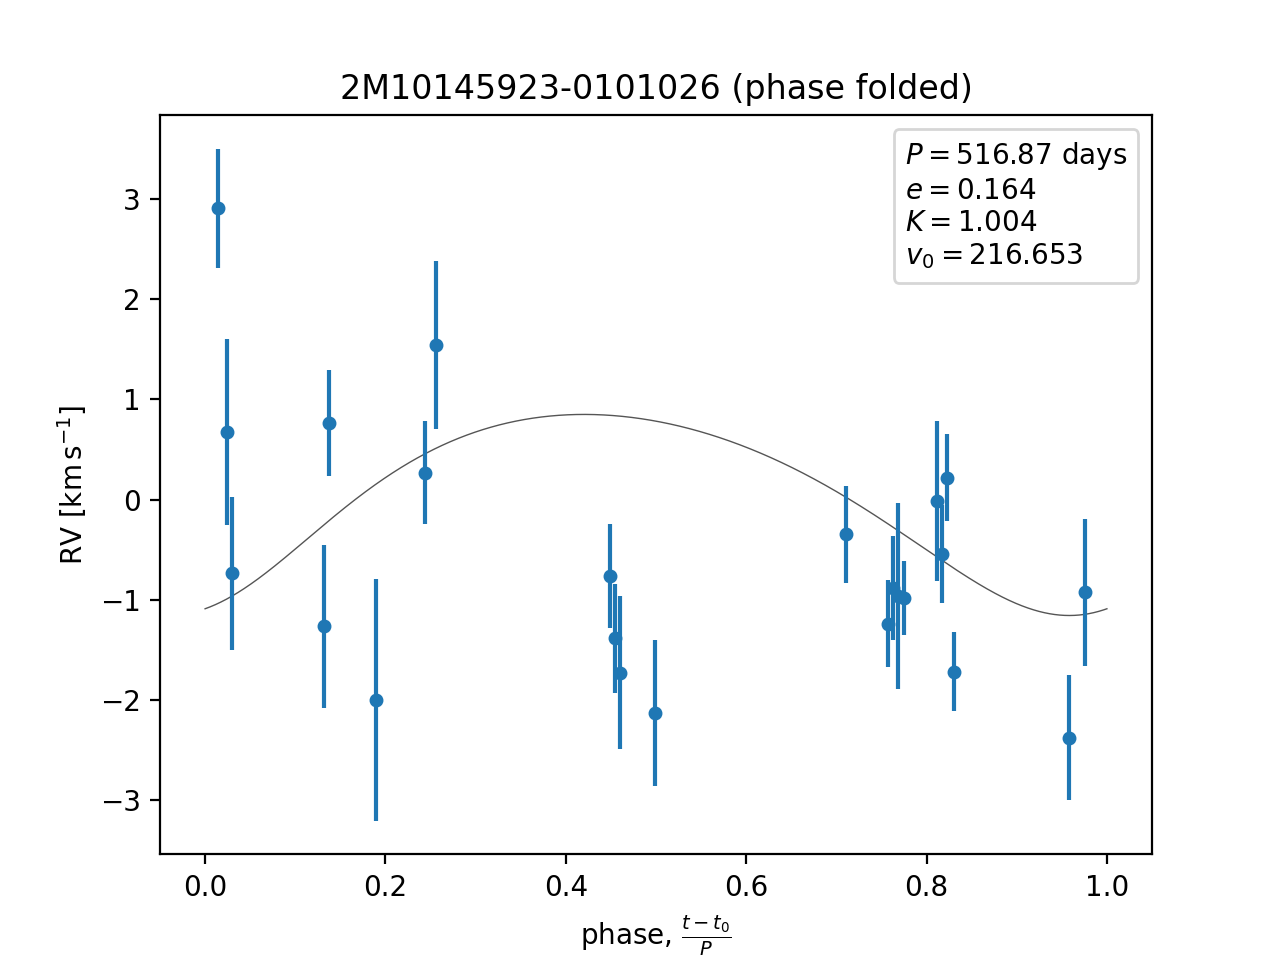 2M10145923-0101026 (phase folded)
P = 516.87 days
e = 0.164
K = 1.004
v₀ = 216.653
RV [km s⁻¹]
3
2
1
0
−1
−2
−3
0.0 0.2 0.4 0.6 0.8 1.0
phase, (t − t₀)/P